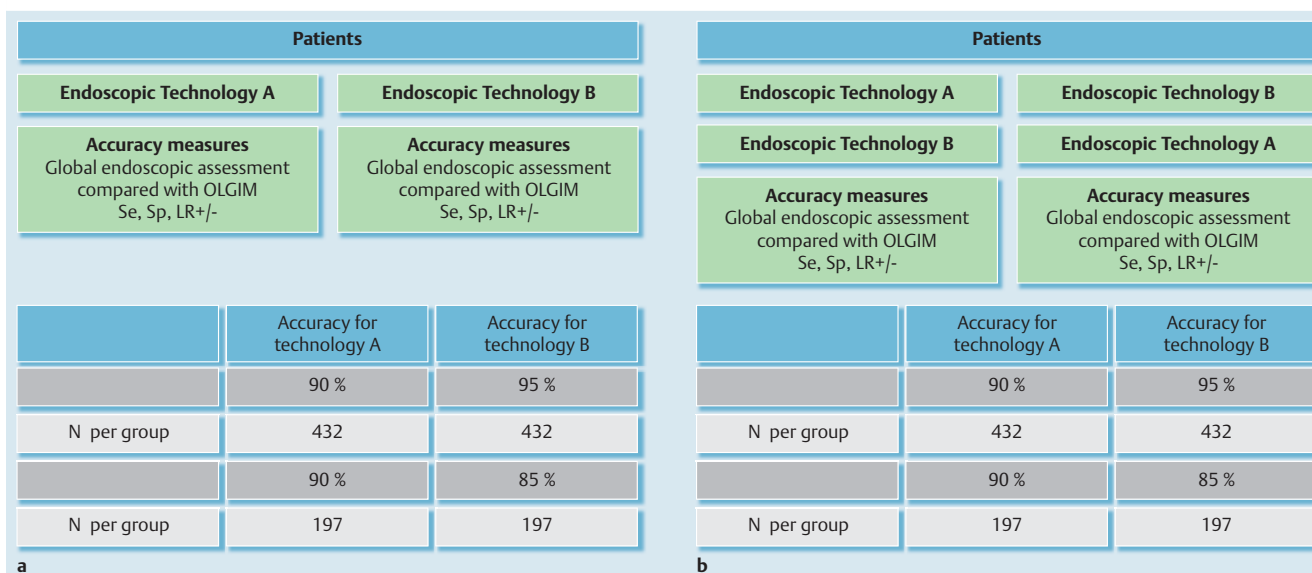 Patients
Endoscopic Technology A
Endoscopic Technology B
Accuracy measures
Global endoscopic assessment
compared with OLGIM
Se, Sp, LR+/-
Accuracy measures
Global endoscopic assessment
compared with OLGIM
Se, Sp, LR+/-
Accuracy for
technology A
Accuracy for
technology B
90 % 95 %
N per group 432 432
90 % 85 %
N per group 197 197
a
Patients
Endoscopic Technology A
Endoscopic Technology B
Endoscopic Technology B
Endoscopic Technology A
Accuracy measures
Global endoscopic assessment
compared with OLGIM
Se, Sp, LR+/-
Accuracy measures
Global endoscopic assessment
compared with OLGIM
Se, Sp, LR+/-
Accuracy for
technology A
Accuracy for
technology B
90 % 95 %
N per group 432 432
90 % 85 %
N per group 197 197
b